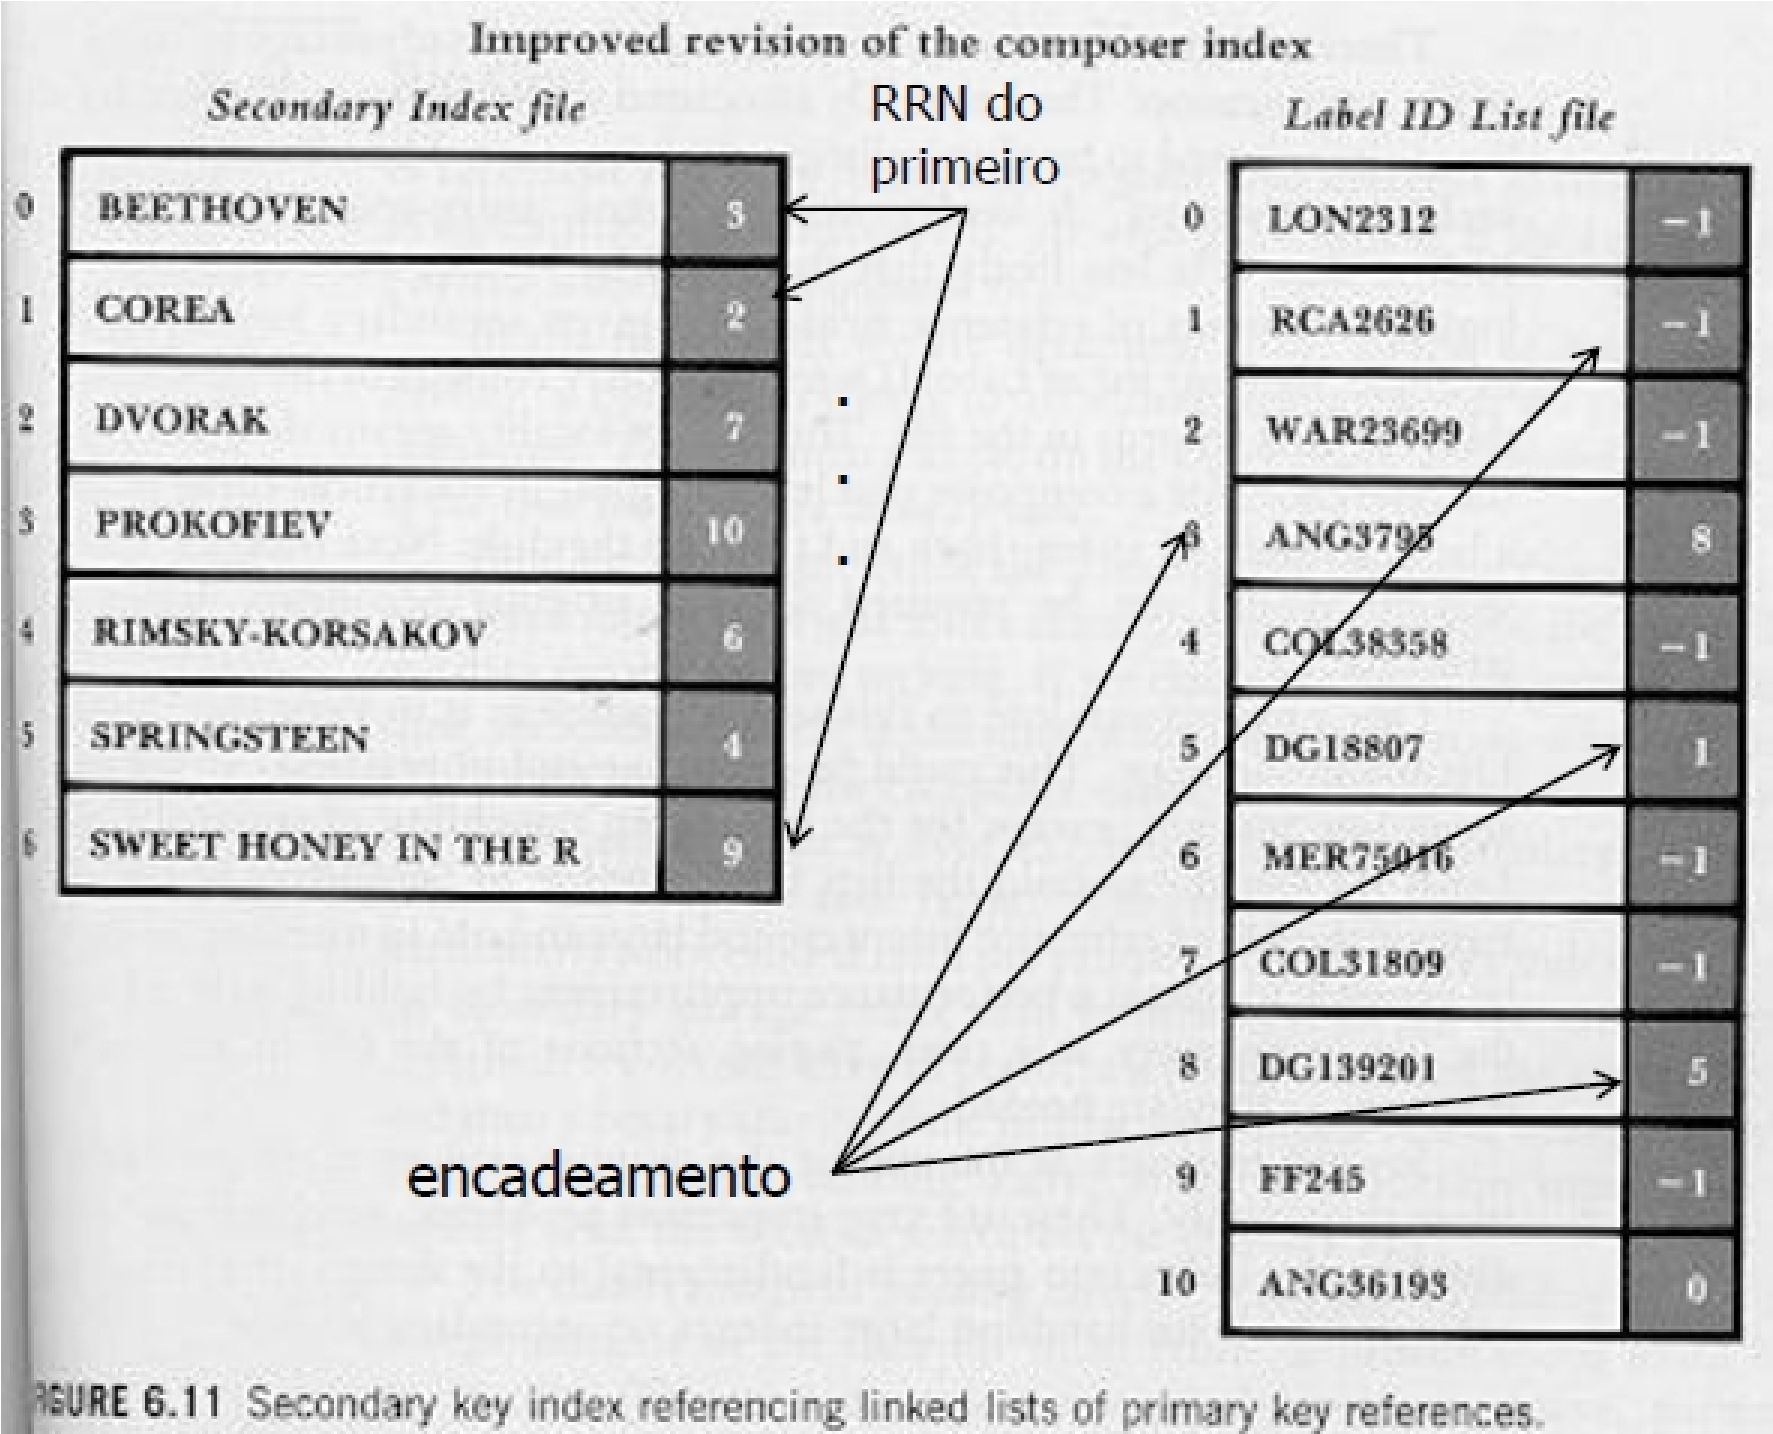 Improved revision of the composer index
Secondary Index file
RRN do
primeiro
Label ID List file
0 BEETHOVEN 3
1 COREA 2
2 DVORAK 7
3 PROKOFIEV 10
4 RIMSKY-KORSAKOV 6
5 SPRINGSTEEN 4
6 SWEET HONEY IN THE R 9
0 LON2312 -1
1 RCA2626 -1
2 WAR23699 -1
3 ANG3795 8
4 COL38358 -1
5 DG18807 1
6 MER75016 -1
7 COL31809 -1
8 DG139201 5
9 FF245 -1
10 ANG36193 0
encadeamento
FIGURE 6.11 Secondary key index referencing linked lists of primary key references.